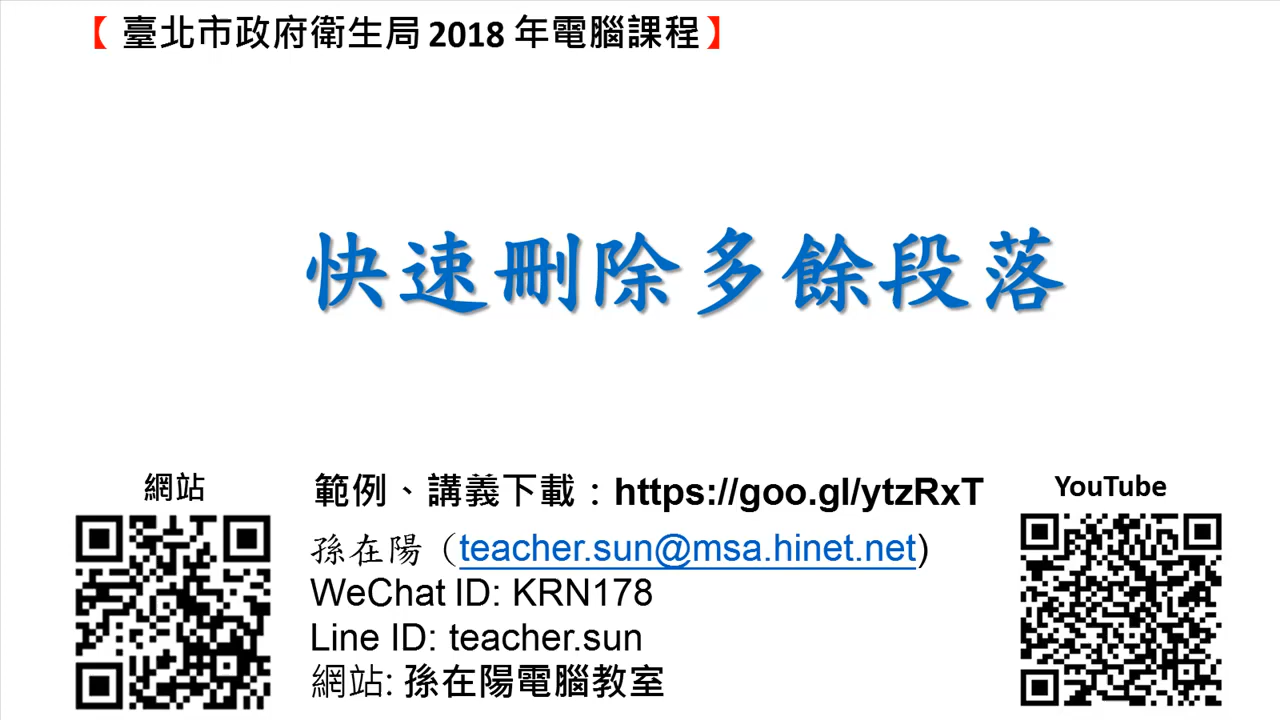 【 臺北市政府衛生局 2018 年電腦課程】
快速刪除多餘段落
網站
範例、講義下載：https://goo.gl/ytzRxT
YouTube
孫在陽（teacher.sun@msa.hinet.net)
WeChat ID: KRN178
Line ID: teacher.sun
網站: 孫在陽電腦教室